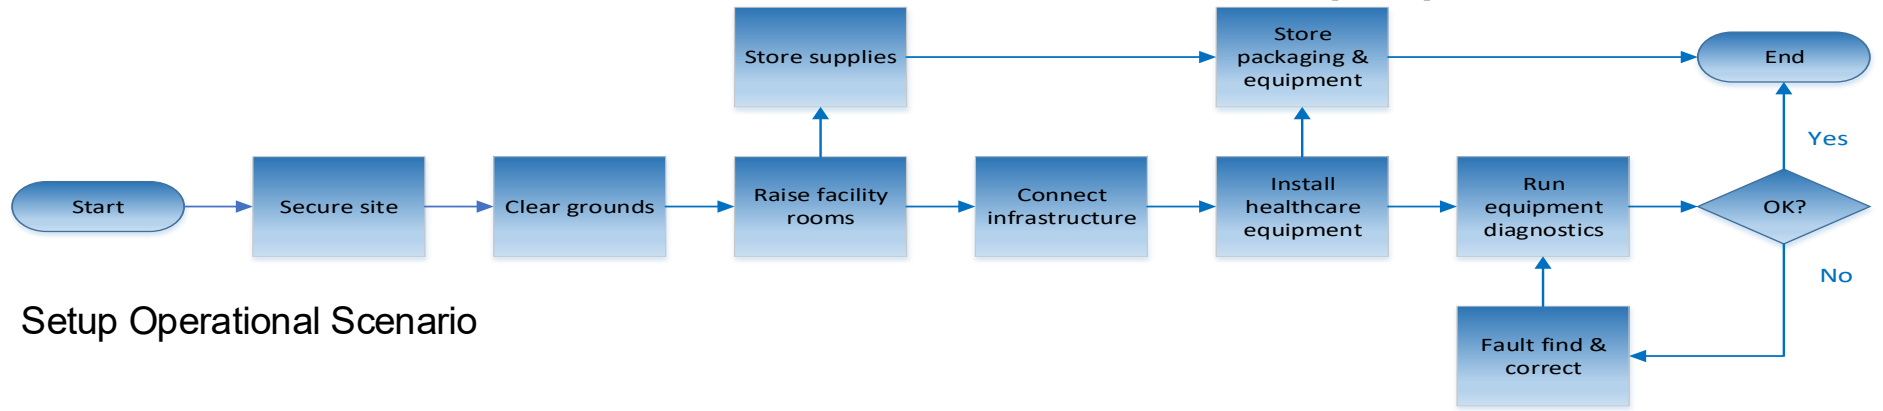 Store supplies
Store
packaging &
equipment
End
Yes
Start
Secure site
Clear grounds
Raise facility
rooms
Connect
infrastructure
Install
healthcare
equipment
Run
equipment
diagnostics
OK?
No
Setup Operational Scenario
Fault find &
correct